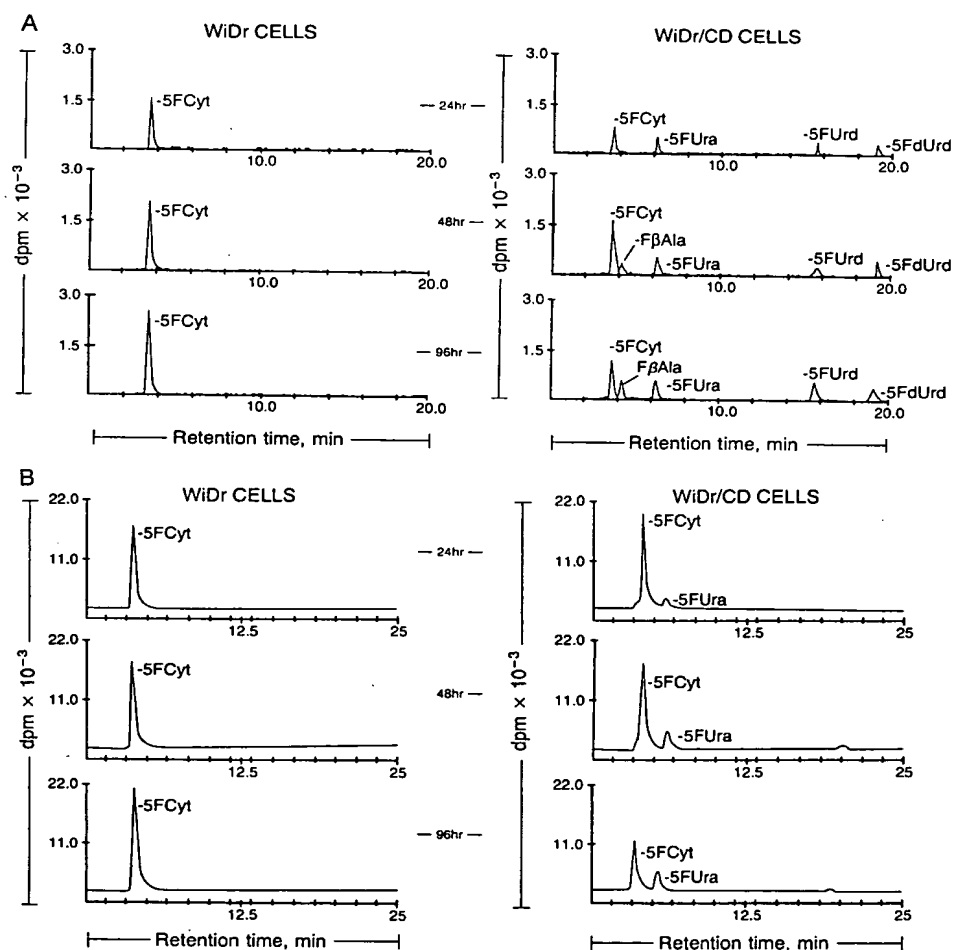 A
WiDr CELLS
WiDr/CD CELLS
3.0
1.5
-5FCyt
10.0
20.0
— 24hr —
3.0
1.5
-5FCyt
-5FUra
-5FUrd
-5FdUrd
10.0
20.0
dpm × 10⁻³
3.0
1.5
-5FCyt
10.0
20.0
48hr —
dpm × 10⁻³
3.0
1.5
-5FCyt
-FβAla
-5FUra
-5FUrd
-5FdUrd
10.0
20.0
3.0
1.5
-5FCyt
10.0
20.0
— 96hr —
3.0
1.5
-5FCyt
FβAla
-5FUra
-5FUrd
-5FdUrd
10.0
20.0
Retention time, min
Retention time, min
B
WiDr CELLS
WiDr/CD CELLS
22.0
11.0
-5FCyt
12.5
25
— 24hr —
22.0
11.0
-5FCyt
-5FUra
12.5
25
dpm × 10⁻³
22.0
11.0
-5FCyt
12.5
25
48hr —
dpm × 10⁻³
22.0
11.0
-5FCyt
-5FUra
12.5
25
22.0
11.0
-5FCyt
12.5
25
— 96hr —
22.0
11.0
-5FCyt
-5FUra
12.5
25
Retention time, min
Retention time, min